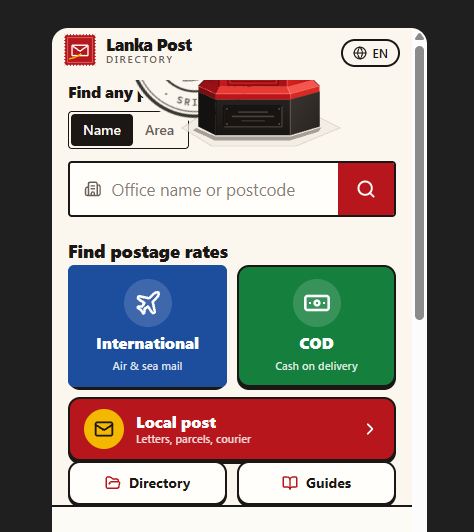 Lanka Post
DIRECTORY
EN
Find any
SRI
Name
Area
Office name or postcode
Find postage rates
International
Air & sea mail
COD
Cash on delivery
Local post
Letters, parcels, courier
Directory
Guides